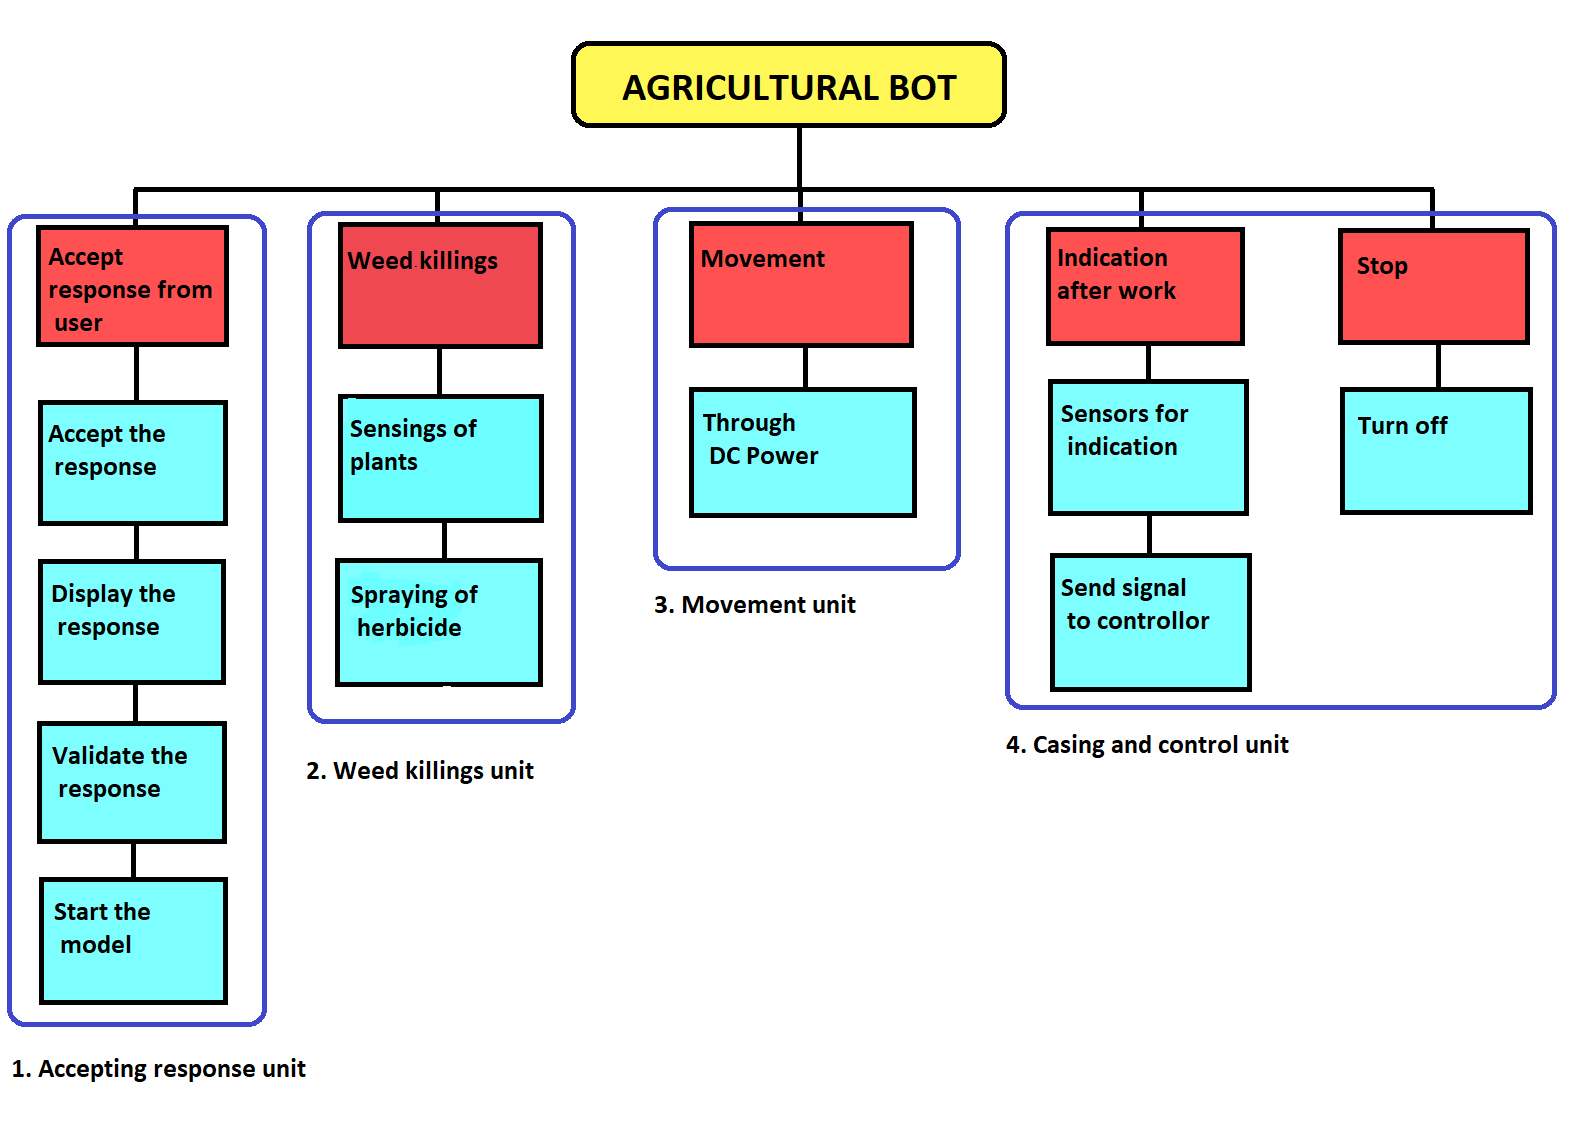 AGRICULTURAL BOT
Accept
response from
user
Accept the
response
Display the
response
Validate the
response
Start the
model
1. Accepting response unit
Weed killings
Sensings of
plants
Spraying of
herbicide
2. Weed killings unit
Movement
Through
DC Power
3. Movement unit
Indication
after work
Sensors for
indication
Send signal
to controllor
Stop
Turn off
4. Casing and control unit